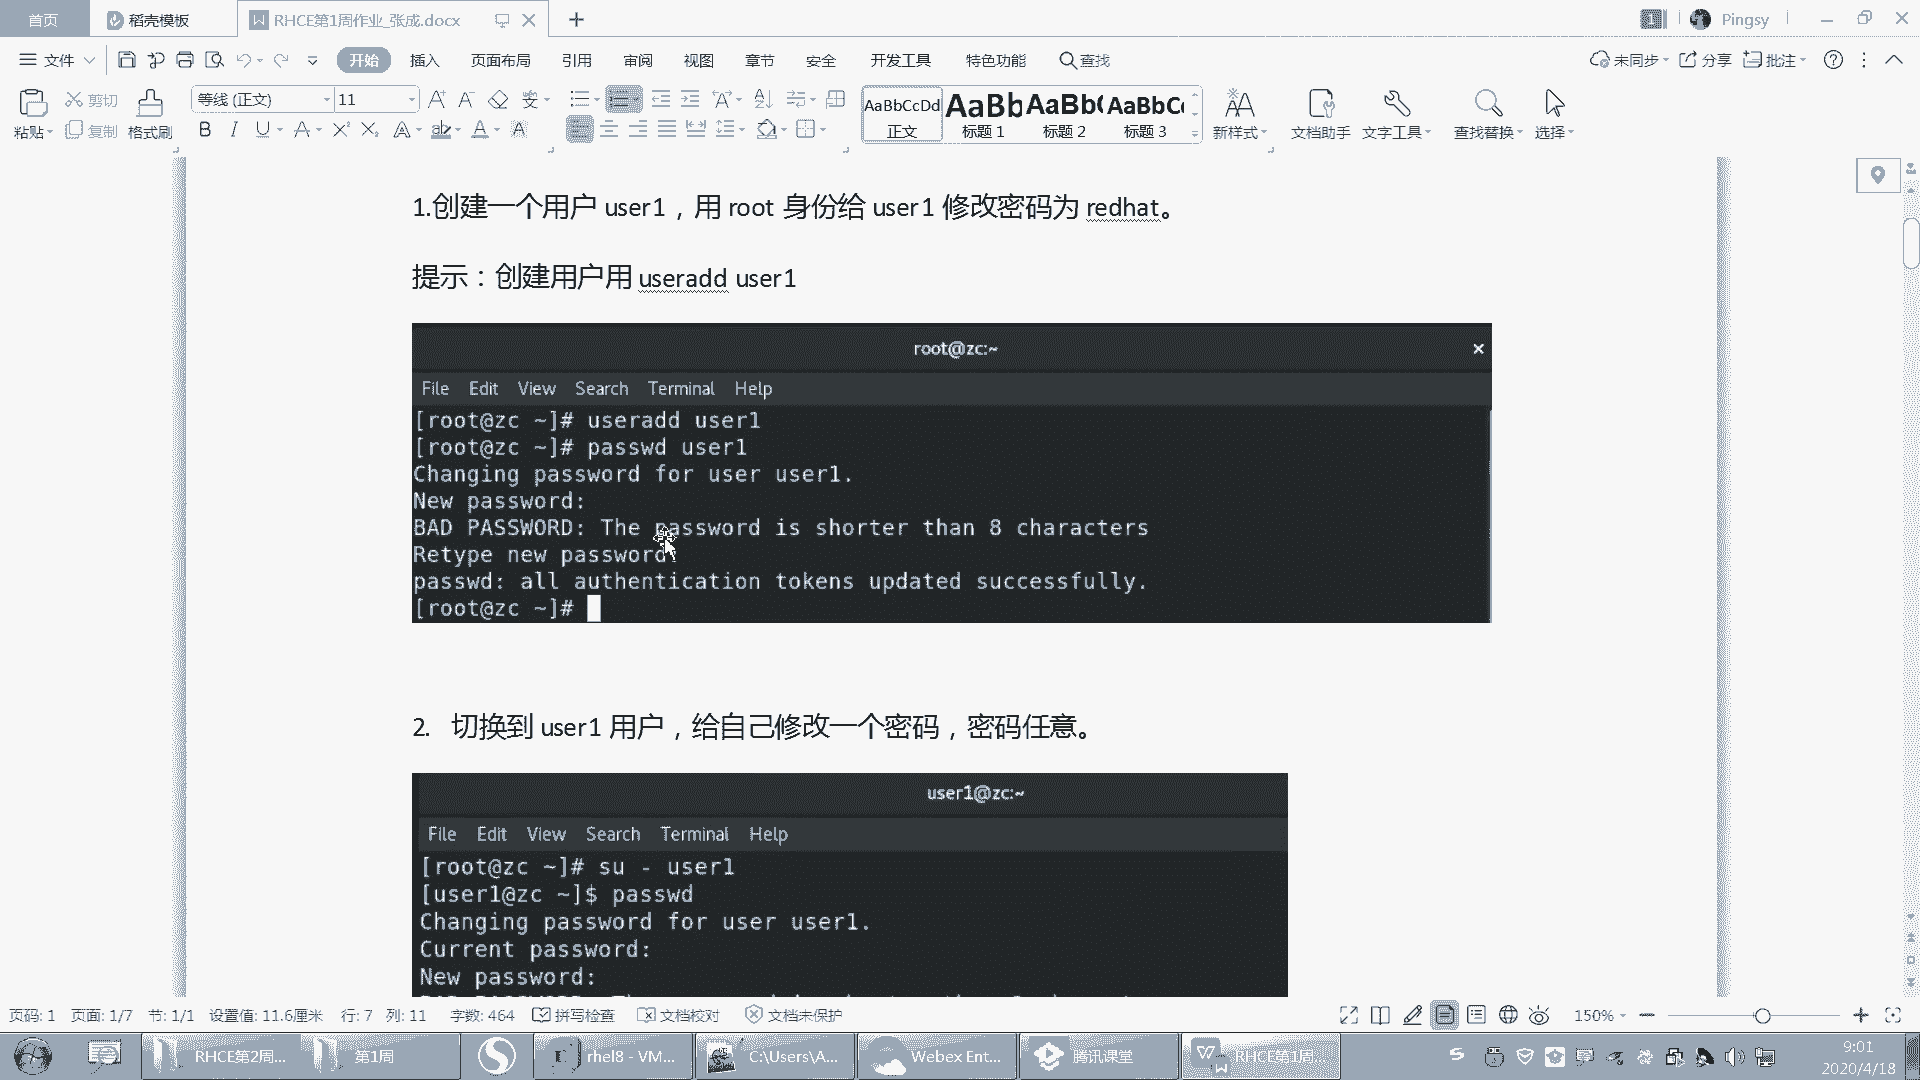 首页 稻壳模板 RHCE第1周作业_张成.docx Pingsy
文件 开始 插入 页面布局 引用 审阅 视图 章节 安全 开发工具 特色功能 查找 未同步 分享 批注
粘贴 剪切 复制 格式刷 等线 (正文) 11 AaBbCcDd 正文 AaBb 标题 1 AaBb( 标题 2 AaBbC 标题 3 新样式 文档助手 文字工具 查找替换 选择
1.创建一个用户 user1，用 root 身份给 user1 修改密码为 redhat。
提示：创建用户用 useradd user1
root@zc:~
File Edit View Search Terminal Help
[root@zc ~]# useradd user1
[root@zc ~]# passwd user1
Changing password for user user1.
New password:
BAD PASSWORD: The password is shorter than 8 characters
Retype new password:
passwd: all authentication tokens updated successfully.
[root@zc ~]#
2. 切换到 user1 用户，给自己修改一个密码，密码任意。
user1@zc:~
File Edit View Search Terminal Help
[root@zc ~]# su - user1
[user1@zc ~]$ passwd
Changing password for user user1.
Current password:
New password:
页码: 1 页面: 1/7 节: 1/1 设置值: 11.6厘米 行: 7 列: 11 字数: 464 拼写检查 文档校对 文档未保护 150%
RHCE第2周... 第1周 rhel8 - VM... C:\Users\A... Webex Ent... 腾讯课堂 RHCE第1周... 9:01
2020/4/18